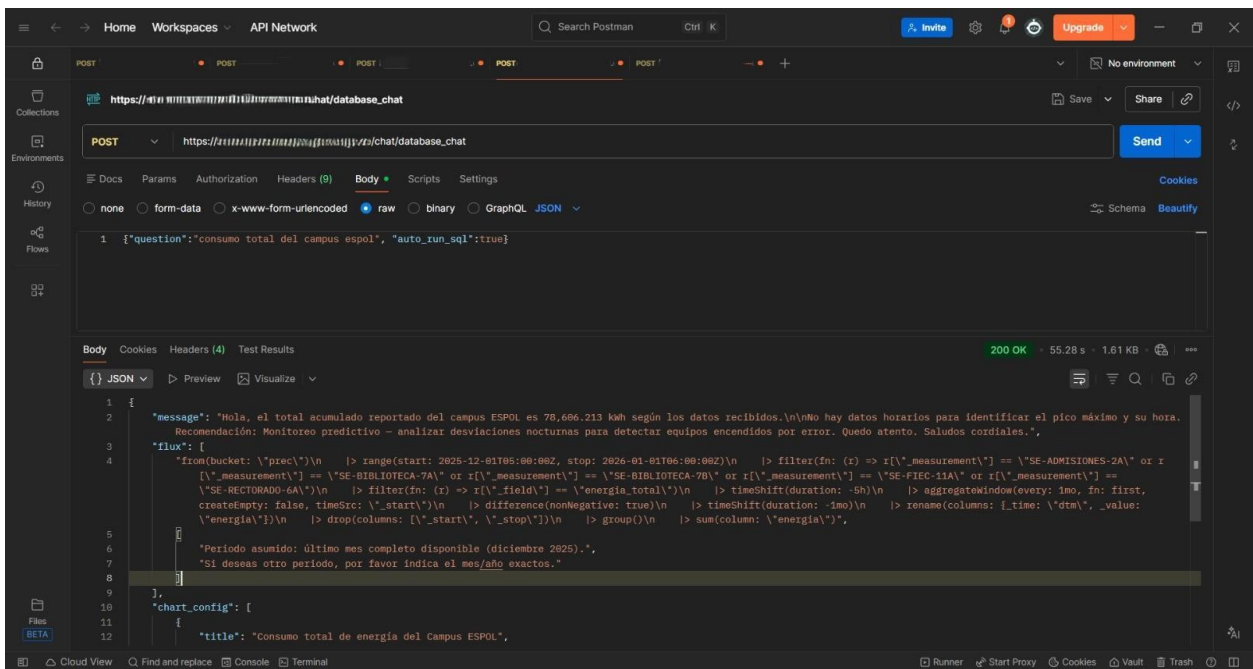 Home Workspaces API Network Search Postman Ctrl K Invite 1 Upgrade
POST POST POST POST POST No environment
HTTP https:// hat/database_chat Save Share
POST https:// /chat/database_chat Send
Docs Params Authorization Headers (9) Body Scripts Settings Cookies
none form-data x-www-form-urlencoded raw binary GraphQL JSON Schema Beautify
1 {"question":"consumo total del campus espol", "auto_run_sql":true}
Collections
Environments
History
Flows
Body Cookies Headers (4) Test Results 200 OK 55.28 s 1.61 KB
{} JSON Preview Visualize
1 {
2 "message": "Hola, el total acumulado reportado del campus ESPOL es 78,606.213 kWh según los datos recibidos.\n\nNo hay datos horarios para identificar el pico máximo y su hora.
Recomendación: Monitoreo predictivo — analizar desviaciones nocturnas para detectar equipos encendidos por error. Quedo atento. Saludos cordiales.",
3 "flux": [
4 "from(bucket: \"prec\")\n |> range(start: 2025-12-01T05:00:00Z, stop: 2026-01-01T06:00:00Z)\n |> filter(fn: (r) => r[\"_measurement\"] == \"SE-ADMISIONES-2A\" or r
[\"_measurement\"] == \"SE-BIBLIOTECA-7A\" or r[\"_measurement\"] == \"SE-BIBLIOTECA-7B\" or r[\"_measurement\"] == \"SE-FIEC-11A\" or r[\"_measurement\"] ==
\"SE-RECTORADO-6A\")\n |> filter(fn: (r) => r[\"_field\"] == \"energia_total\")\n |> timeShift(duration: -5h)\n |> aggregateWindow(every: 1mo, fn: first,
createEmpty: false, timeSrc: \"_start\")\n |> difference(nonNegative: true)\n |> timeShift(duration: -1mo)\n |> rename(columns: {_time: \"dtm\", _value:
\"energia\"})\n |> drop(columns: [\"_start\", \"_stop\"])\n |> group()\n |> sum(column: \"energia\")",
5 [
6 "Periodo asumido: último mes completo disponible (diciembre 2025).",
7 "Si deseas otro periodo, por favor indica el mes/año exactos."
8 ]
9 ],
10 "chart_config": [
11 {
12 "title": "Consumo total de energía del Campus ESPOL",
Files
BETA
AI
Cloud View Find and replace Console Terminal Runner Start Proxy Cookies Vault Trash